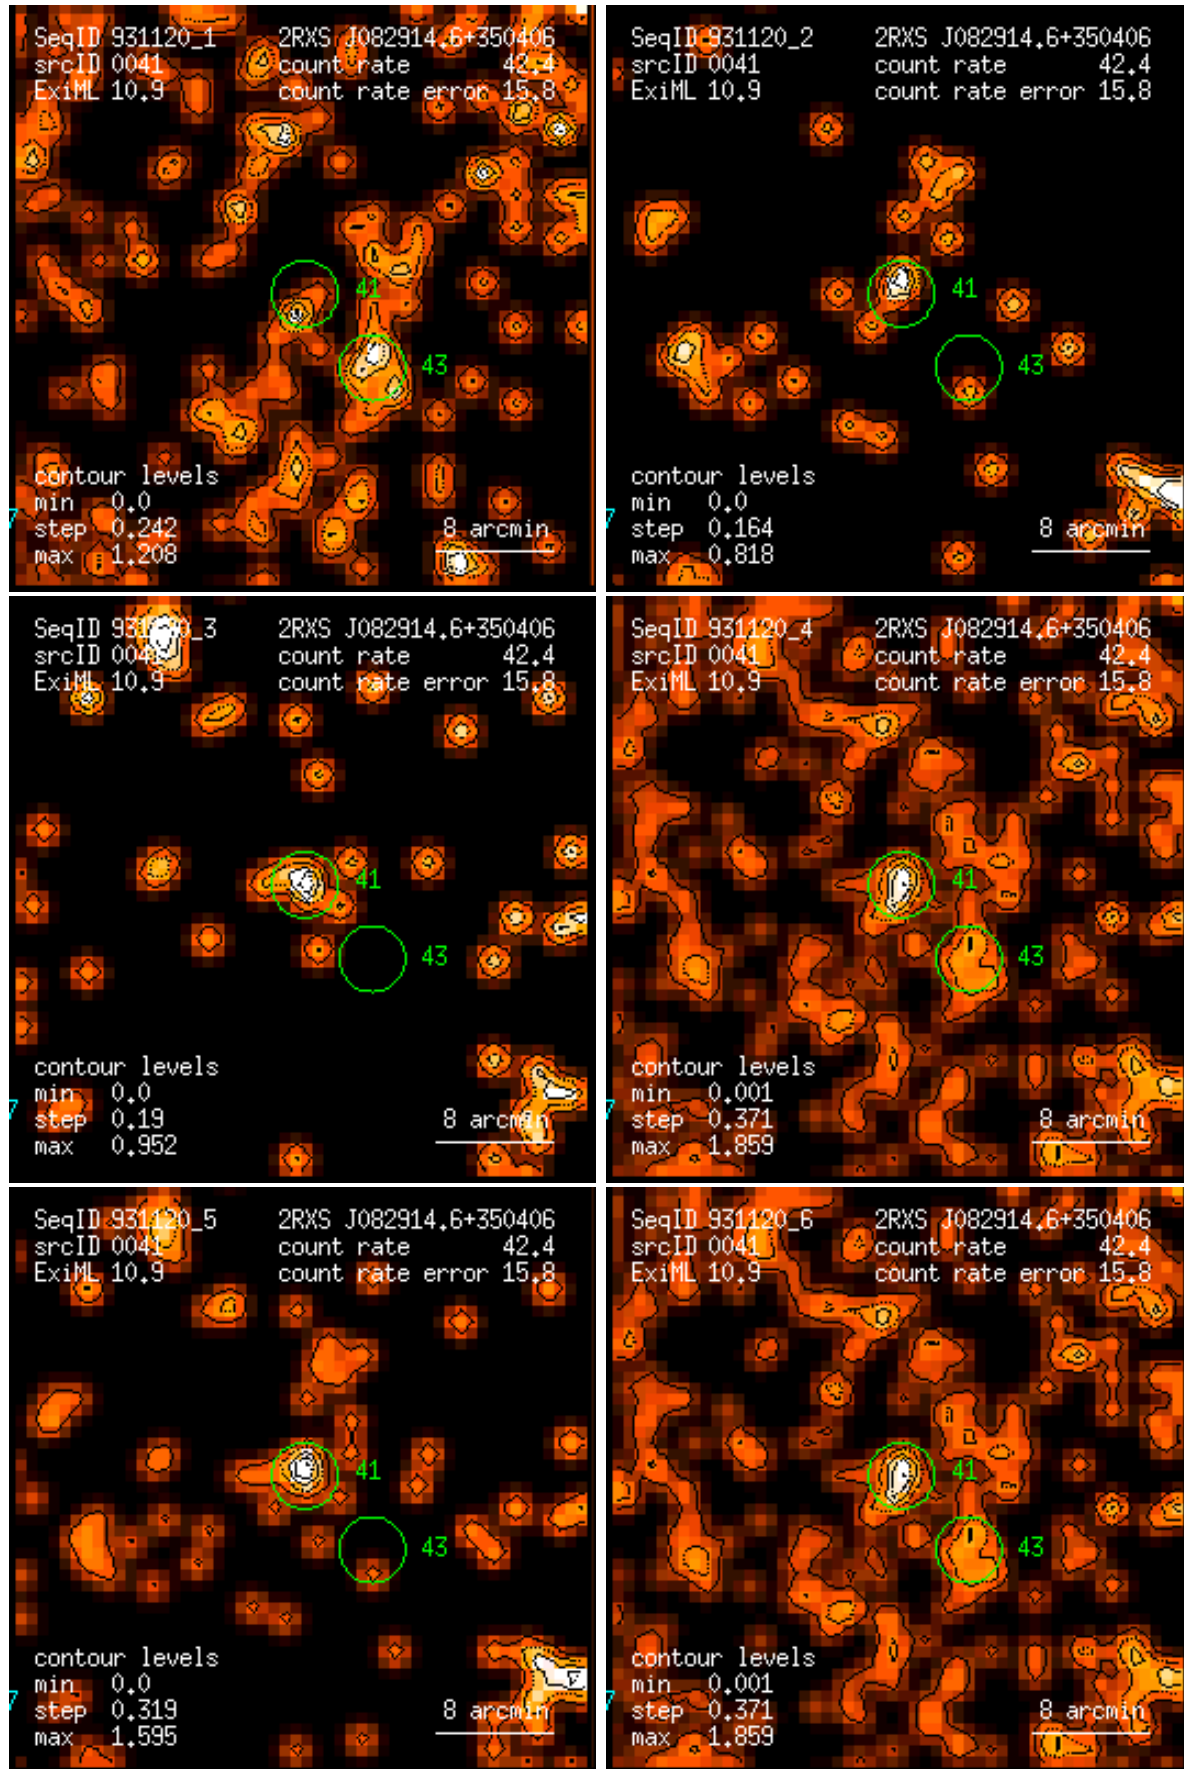 SeqID 931120_1 2RXS J082914.6+350406
srcID 0041 count rate 42.4
ExiML 10.9 count rate error 15.8
41
43
contour levels
min 0.0
7
step 0.242 8 arcmin
max 1.208
SeqID 931120_2 2RXS J082914.6+350406
srcID 0041 count rate 42.4
ExiML 10.9 count rate error 15.8
41
43
contour levels
min 0.0
7
step 0.164 8 arcmin
max 0.818
SeqID 931120_3 2RXS J082914.6+350406
srcID 0041 count rate 42.4
ExiML 10.9 count rate error 15.8
41
43
contour levels
min 0.0
7
step 0.19 8 arcmin
max 0.952
SeqID 931120_4 2RXS J082914.6+350406
srcID 0041 count rate 42.4
ExiML 10.9 count rate error 15.8
41
43
contour levels
min 0.001
7
step 0.371 8 arcmin
max 1.859
SeqID 931120_5 2RXS J082914.6+350406
srcID 0041 count rate 42.4
ExiML 10.9 count rate error 15.8
41
43
contour levels
min 0.0
7
step 0.319 8 arcmin
max 1.595
SeqID 931120_6 2RXS J082914.6+350406
srcID 0041 count rate 42.4
ExiML 10.9 count rate error 15.8
41
43
contour levels
min 0.001
7
step 0.371 8 arcmin
max 1.859